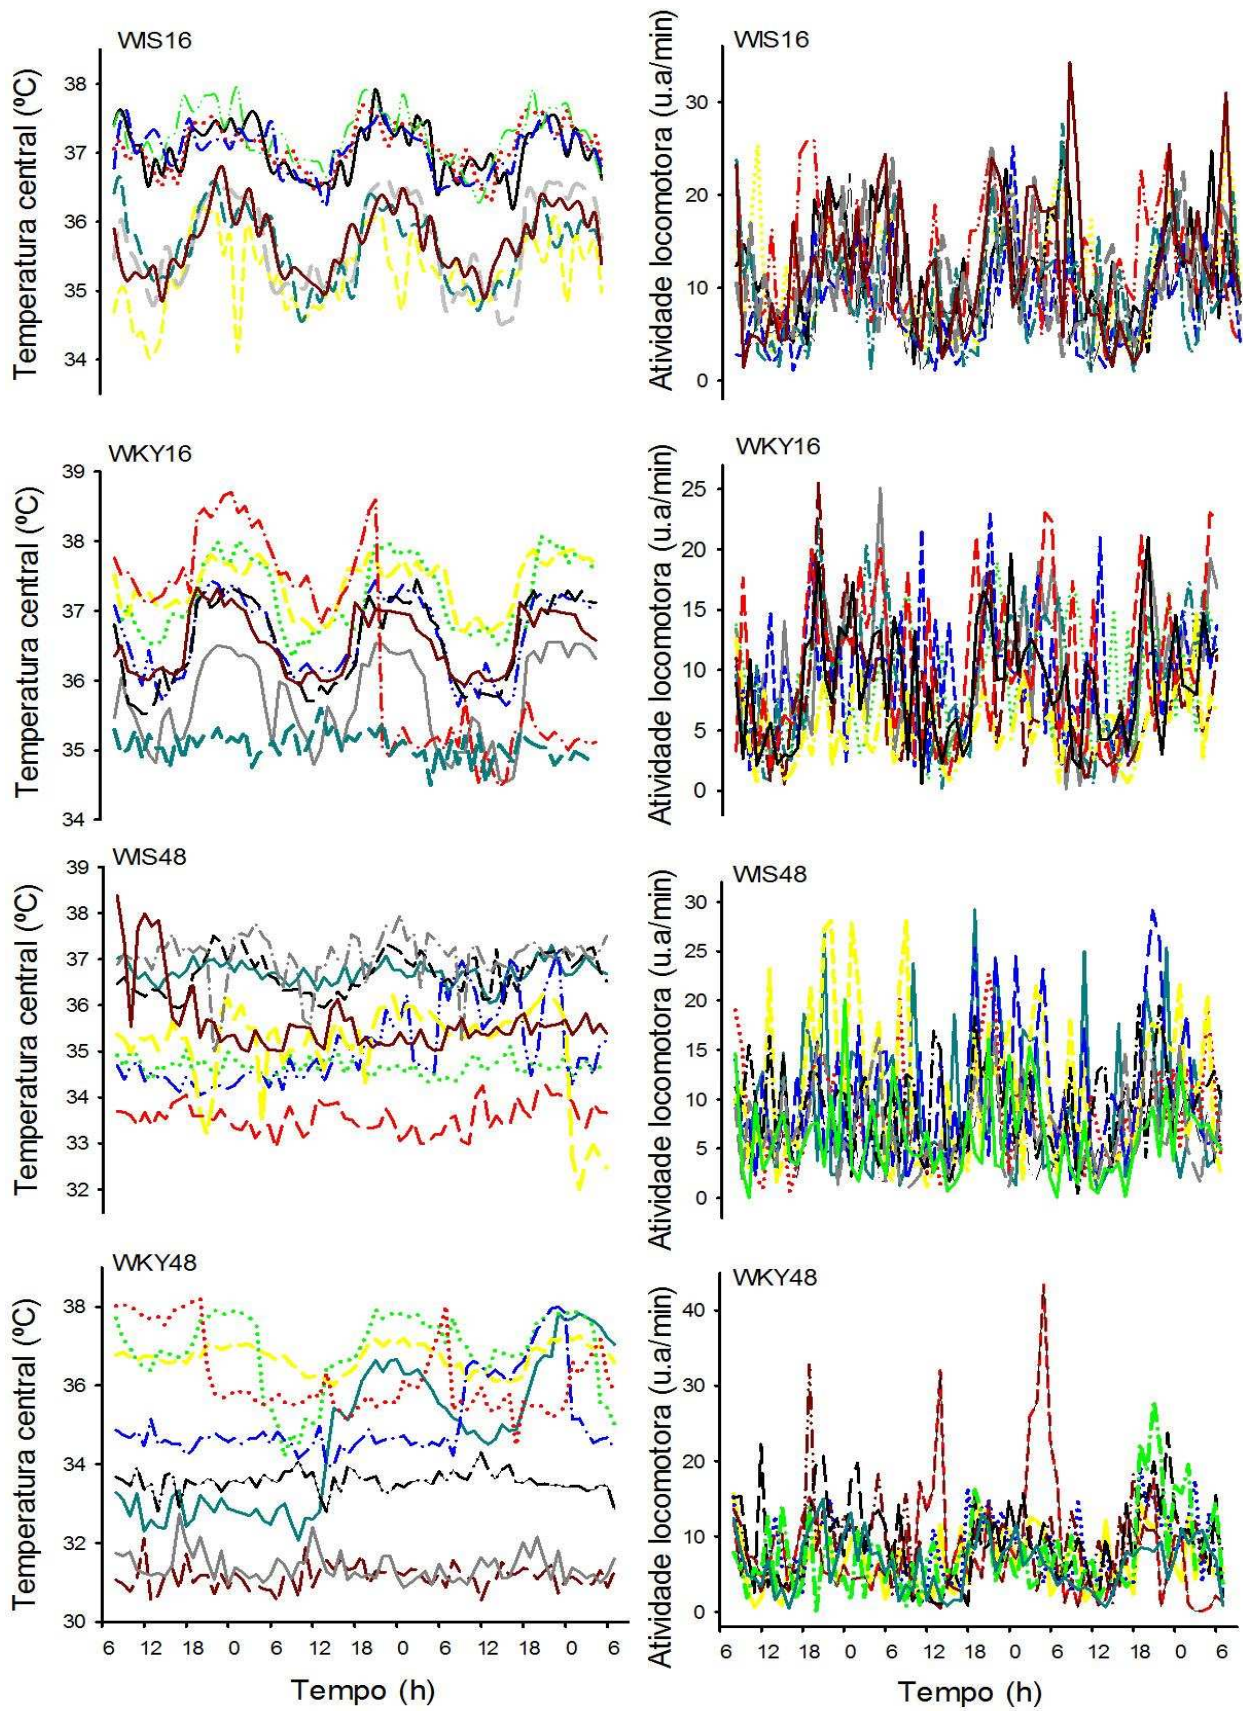 WIS16
Temperatura central (ºC)
38
37
36
35
34
WIS16
Atividade locomotora (u.a/min)
30
20
10
0
WKY16
Temperatura central (ºC)
39
38
37
36
35
34
WKY16
Atividade locomotora (u.a/min)
25
20
15
10
5
0
WIS48
Temperatura central (ºC)
39
38
37
36
35
34
33
32
WIS48
Atividade locomotora (u.a/min)
30
25
20
15
10
5
0
WKY48
Temperatura central (ºC)
38
36
34
32
30
6 12 18 0 6 12 18 0 6 12 18 0 6
Tempo (h)
WKY48
Atividade locomotora (u.a/min)
40
30
20
10
0
6 12 18 0 6 12 18 0 6 12 18 0 6
Tempo (h)